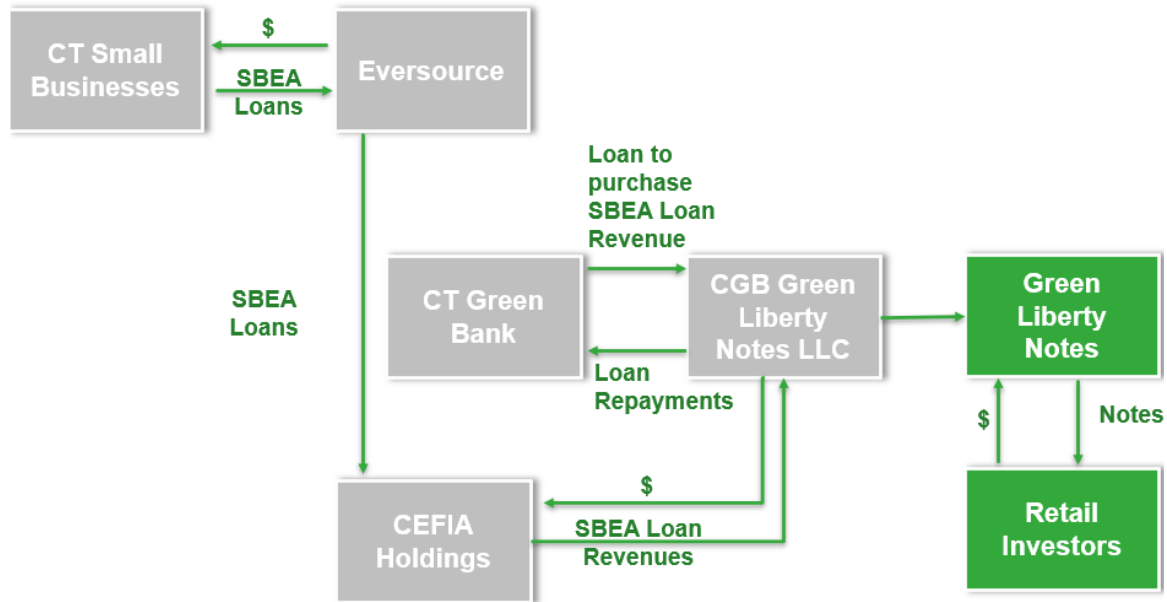 CT Small
Businesses
$
SBEA
Loans
Eversource
Loan to
purchase
SBEA Loan
Revenue
SBEA
Loans
CT Green
Bank
CGB Green
Liberty
Notes LLC
Green
Liberty
Notes
Loan
Repayments
$
Notes
CEFIA
Holdings
$
SBEA Loan
Revenues
Retail
Investors